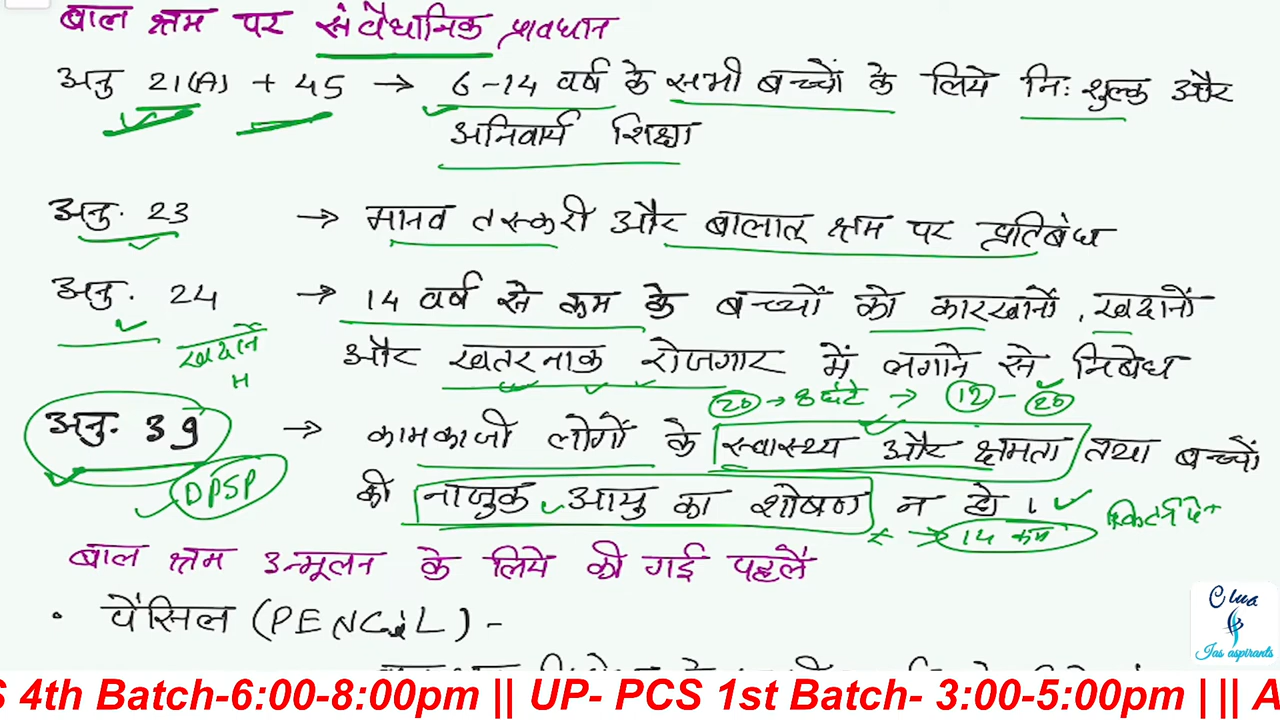 बाल श्रम पर संवैधानिक प्रावधान
अनु 21(A) + 45 → 6-14 वर्ष के सभी बच्चों के लिये निः शुल्क और
अनिवार्य शिक्षा
अनु. 23 → मानव तस्करी और बालात् श्रम पर प्रतिबंध
अनु. 24 → 14 वर्ष से कम के बच्चों को कारखानों, खदानों
खदानें
और खतरनाक रोजगार में लगाने से निषेध
20 → 8 घंटे → 12 - 20
अनु. 39 → कामकाजी लोगों के स्वास्थ्य और क्षमता तथा बच्चों
DPSP
की नाजुक आयु का शोषण न हो।
→ 14 कम
बाल श्रम उन्मूलन के लिये की गई पहलें
• पेंसिल (PENCiL) -
Clua
Ias aspirants
S 4th Batch-6:00-8:00pm || UP- PCS 1st Batch- 3:00-5:00pm | || A